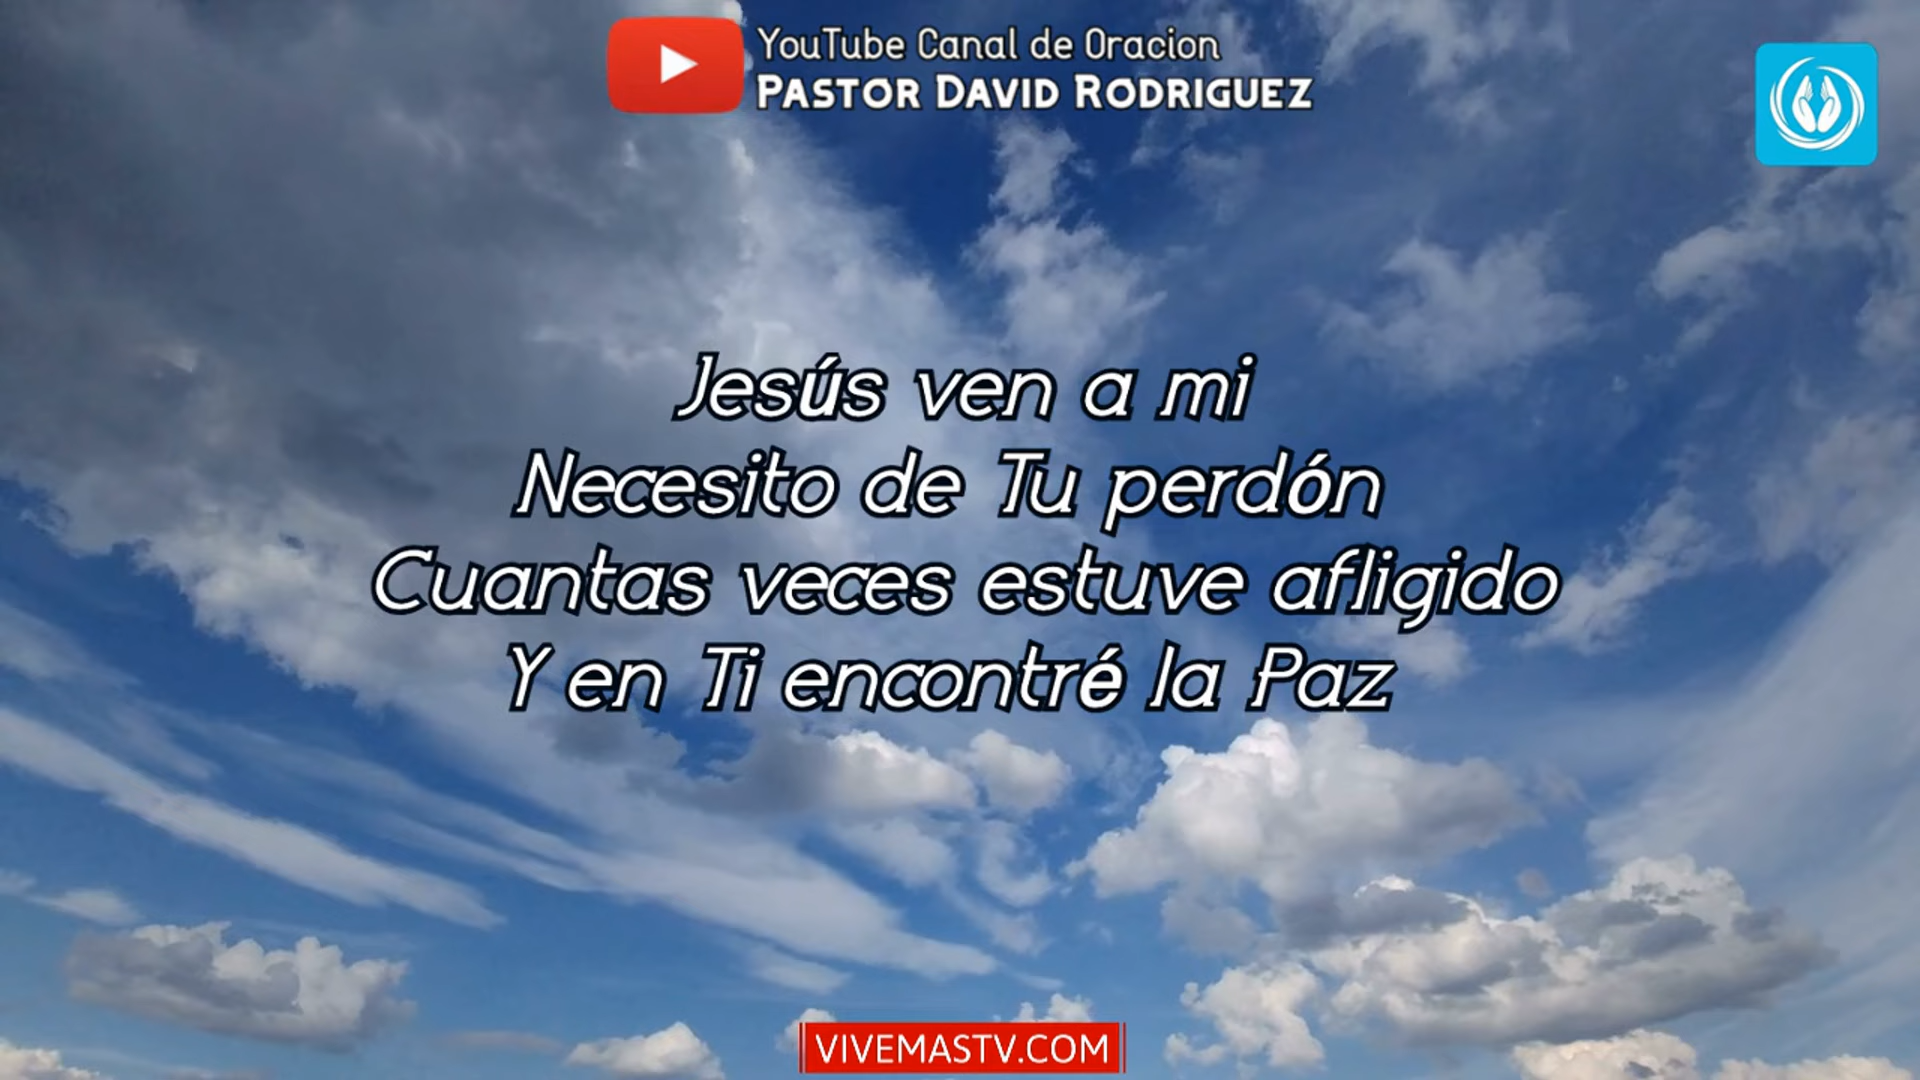 YouTube Canal de Oracion
PASTOR DAVID RODRIGUEZ
Jesús ven a mi
Necesito de Tu perdón
Cuantas veces estuve afligido
Y en Ti encontré la Paz
VIVEMASTV.COM